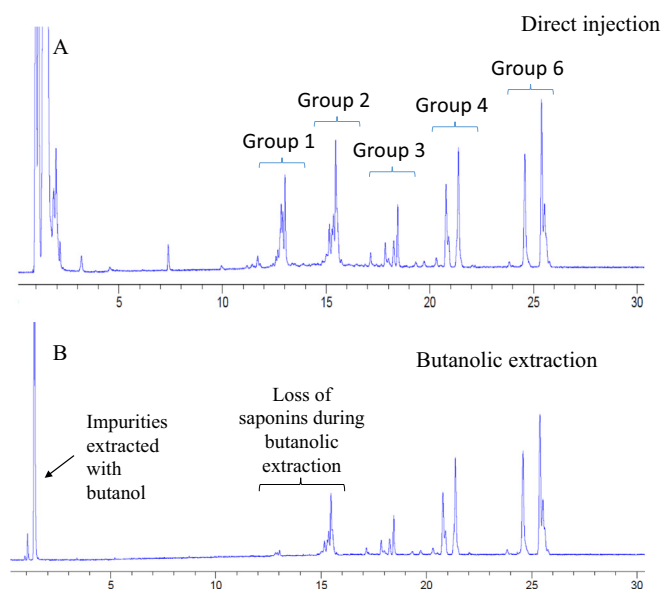 A
Direct injection
Group 1
Group 2
Group 3
Group 4
Group 6
5 10 15 20 25 30
B
Butanolic extraction
Impurities
extracted
with
butanol
Loss of
saponins during
butanolic
extraction
5 10 15 20 25 30